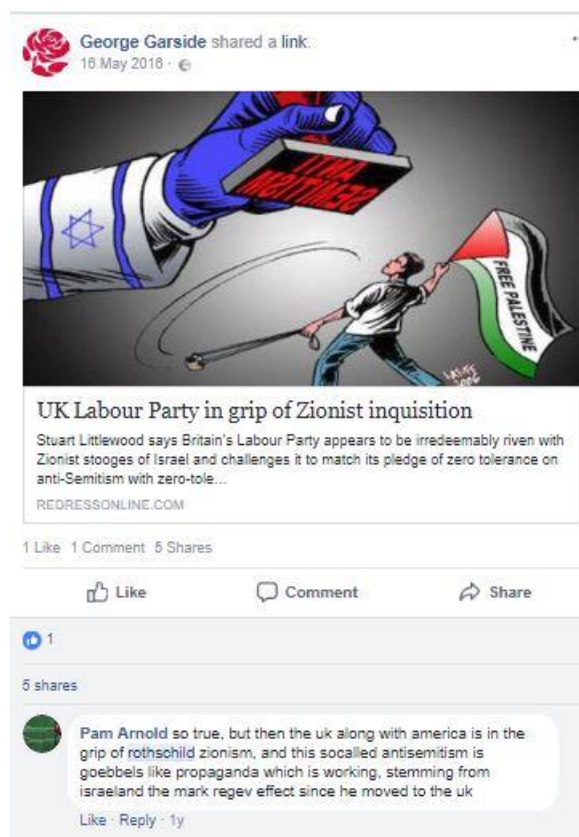 George Garside shared a link.
16 May 2016
ANTI
SEMITISM
FREE PALESTINE
LATUFF
2006
UK Labour Party in grip of Zionist inquisition
Stuart Littlewood says Britain's Labour Party appears to be irredeemably riven with
Zionist stooges of Israel and challenges it to match its pledge of zero tolerance on
anti-Semitism with zero-tole...
REDRESSONLINE.COM
1 Like 1 Comment 5 Shares
Like Comment Share
1
5 shares
Pam Arnold so true, but then the uk along with america is in the
grip of rothschild zionism, and this socalled antisemitism is
goebbels like propaganda which is working, stemming from
israeland the mark regev effect since he moved to the uk
Like · Reply · 1y